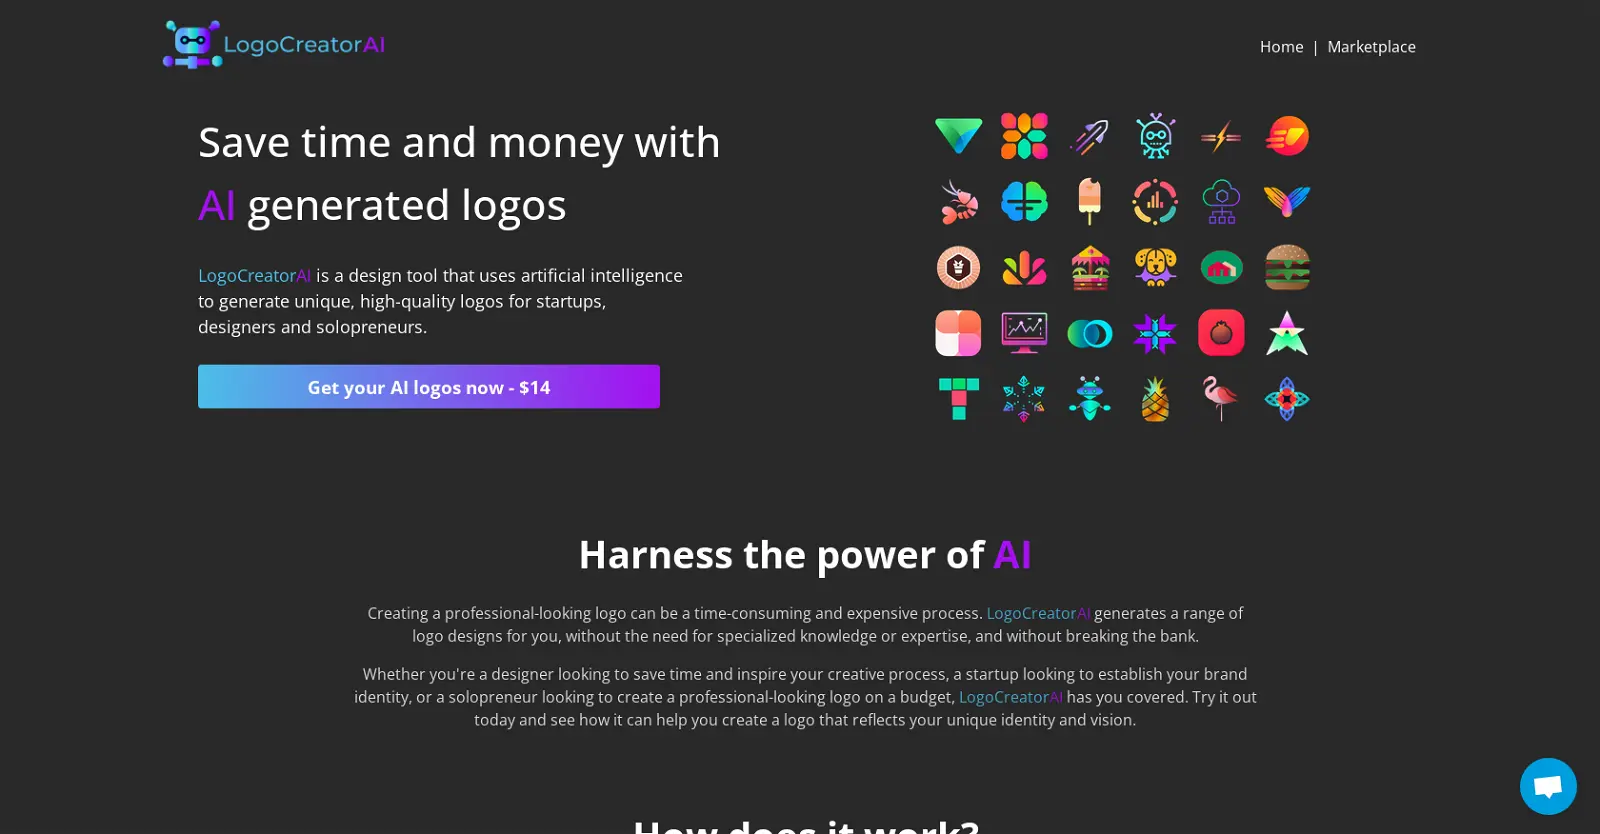 LogoCreatorAI
Home | Marketplace
Save time and money with
AI generated logos
LogoCreatorAI is a design tool that uses artificial intelligence
to generate unique, high-quality logos for startups,
designers and solopreneurs.
Get your AI logos now - $14
Harness the power of AI
Creating a professional-looking logo can be a time-consuming and expensive process. LogoCreatorAI generates a range of
logo designs for you, without the need for specialized knowledge or expertise, and without breaking the bank.
Whether you're a designer looking to save time and inspire your creative process, a startup looking to establish your brand
identity, or a solopreneur looking to create a professional-looking logo on a budget, LogoCreatorAI has you covered. Try it out
today and see how it can help you create a logo that reflects your unique identity and vision.
How does it work?